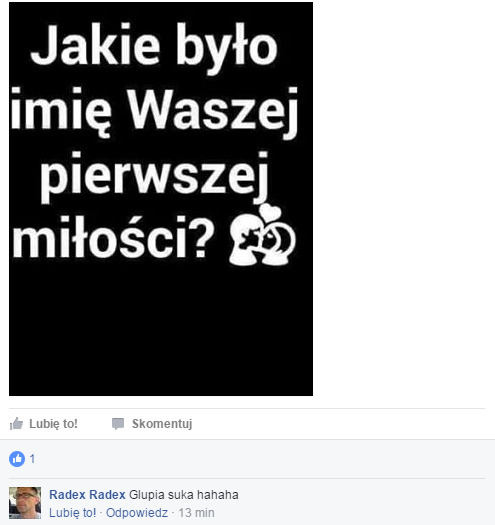 Jakie było
imię Waszej
pierwszej
miłości?
Lubię to! Skomentuj
1
Radex Radex Glupia suka hahaha
Lubię to! · Odpowiedz · 13 min